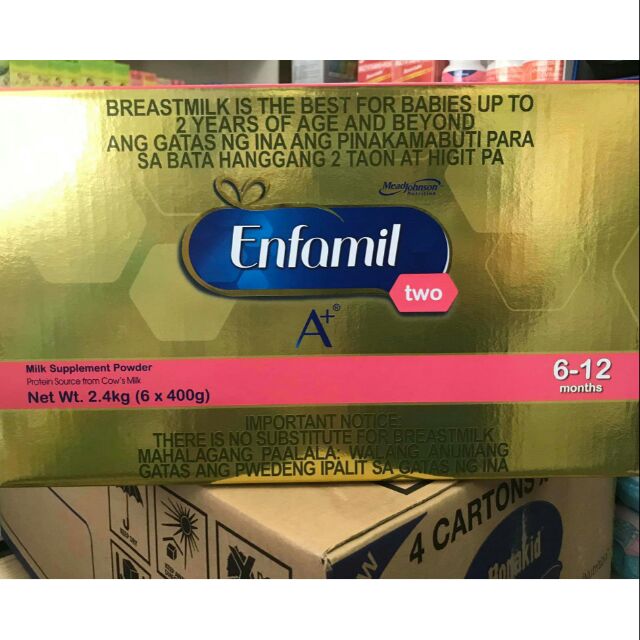 BREASTMILK IS THE BEST FOR BABIES UP TO
2 YEARS OF AGE AND BEYOND
ANG GATAS NG INA ANG PINAKAMABUTI PARA
SA BATA HANGGANG 2 TAON AT HIGIT PA
MeadJohnson
Nutrition
Enfamil
two
A+®
Milk Supplement Powder
Protein Source from Cow's Milk
Net Wt. 2.4kg (6 x 400g)
6-12
months
IMPORTANT NOTICE:
THERE IS NO SUBSTITUTE FOR BREASTMILK
MAHALAGANG PAALALA: WALANG ANUMANG
GATAS ANG PWEDENG IPALIT SA GATAS NG INA
4 CARTONS
Bonakid